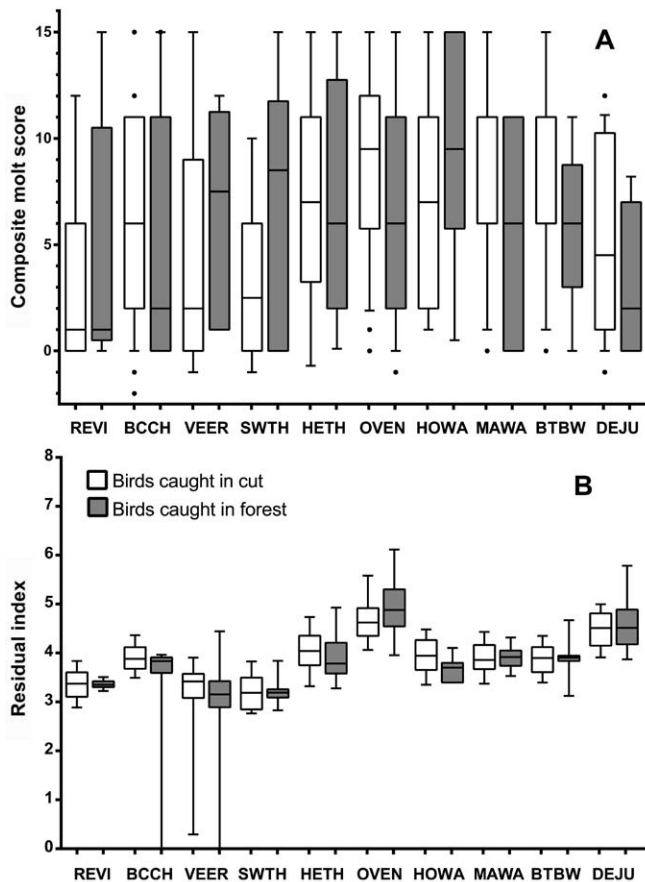 A
Composite molt score
15
10
5
0
REVI BCCH VEER SWTH HETH OVEN HOWA MAWA BTBW DEJU
B
Birds caught in cut
Birds caught in forest
Residual index
8
7
6
5
4
3
2
1
0
REVI BCCH VEER SWTH HETH OVEN HOWA MAWA BTBW DEJU